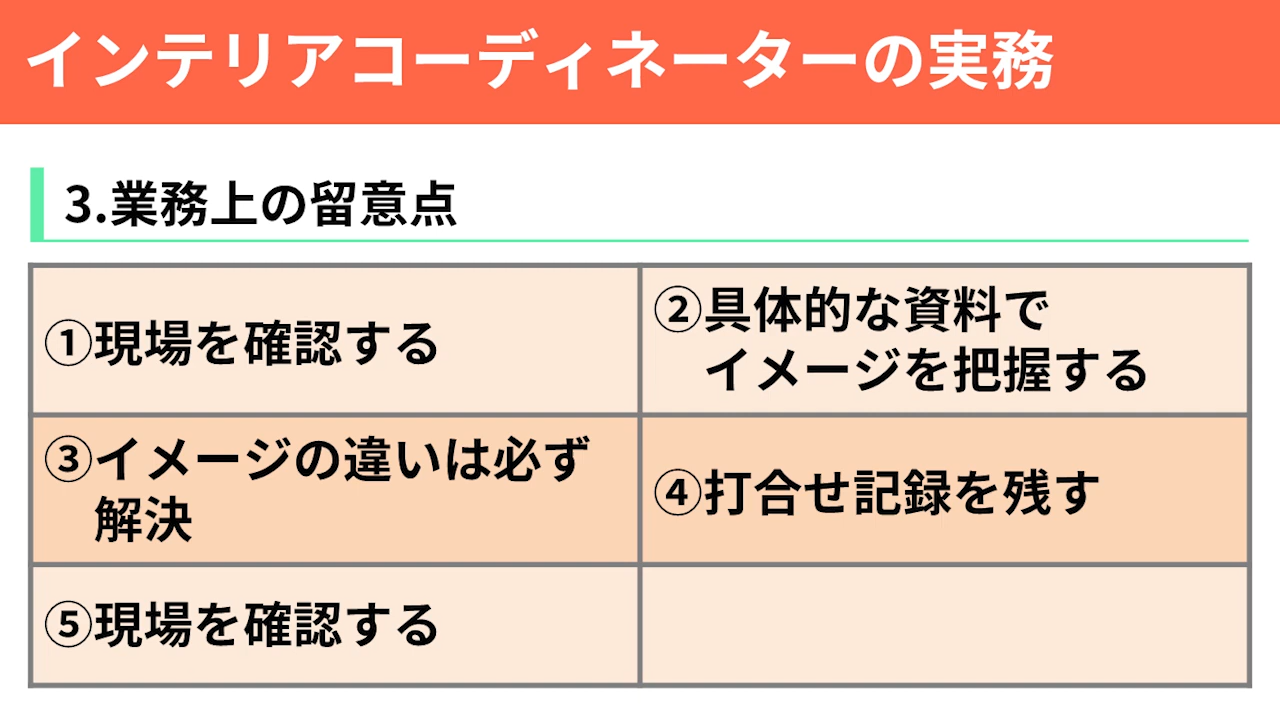 インテリアコーディネーターの実務
3.業務上の留意点
①現場を確認する
②具体的な資料で
イメージを把握する
③イメージの違いは必ず
解決
④打合せ記録を残す
⑤現場を確認する